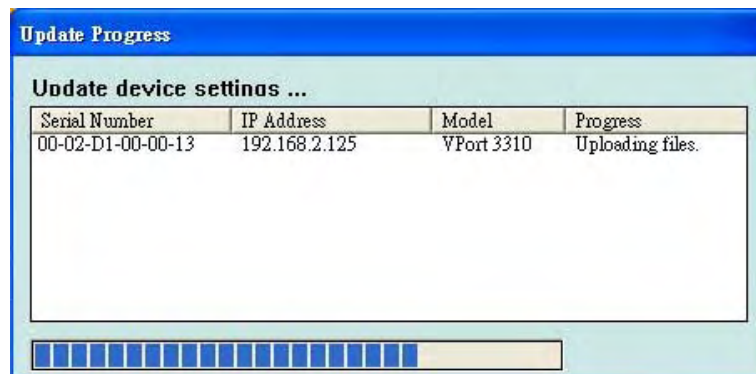 Update Progress
Update device settings ...
Serial Number IP Address Model Progress
00-02-D1-00-00-13 192.168.2.125 VPort 3310 Uploading files.